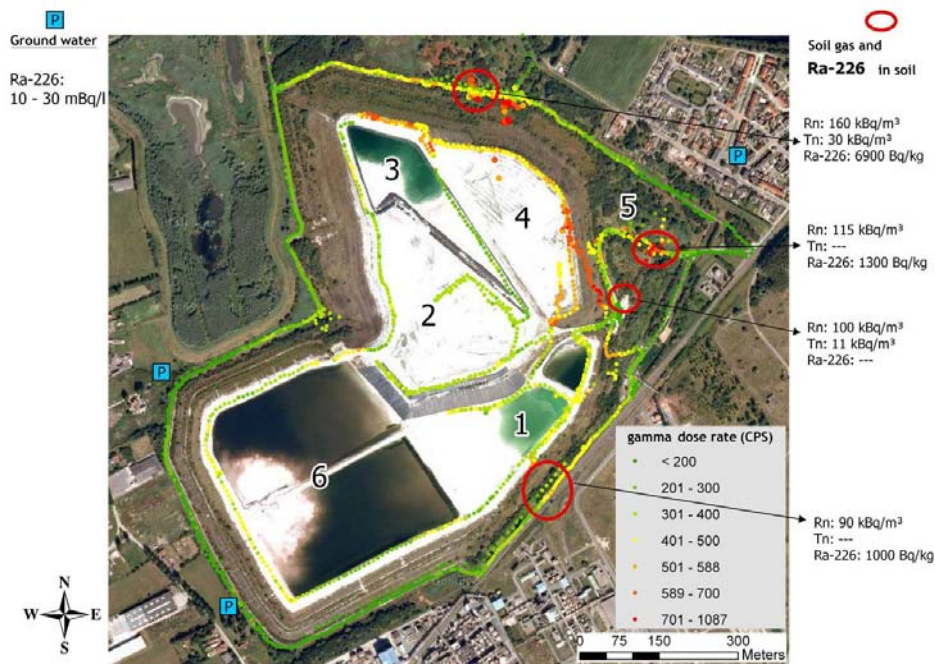 P
Ground water
Ra-226:
10 - 30 mBq/l
Soil gas and
Ra-226 in soil
Rn: 160 kBq/m³
Tn: 30 kBq/m³
Ra-226: 6900 Bq/kg
P
3
4
5
Rn: 115 kBq/m³
Tn: ---
Ra-226: 1300 Bq/kg
2
Rn: 100 kBq/m³
Tn: 11 kBq/m³
Ra-226: ---
P
1
gamma dose rate (CPS)
< 200
201 - 300
301 - 400
401 - 500
501 - 588
589 - 700
701 - 1087
6
Rn: 90 kBq/m³
Tn: ---
Ra-226: 1000 Bq/kg
N
W E
S
P
0 75 150 300
Meters